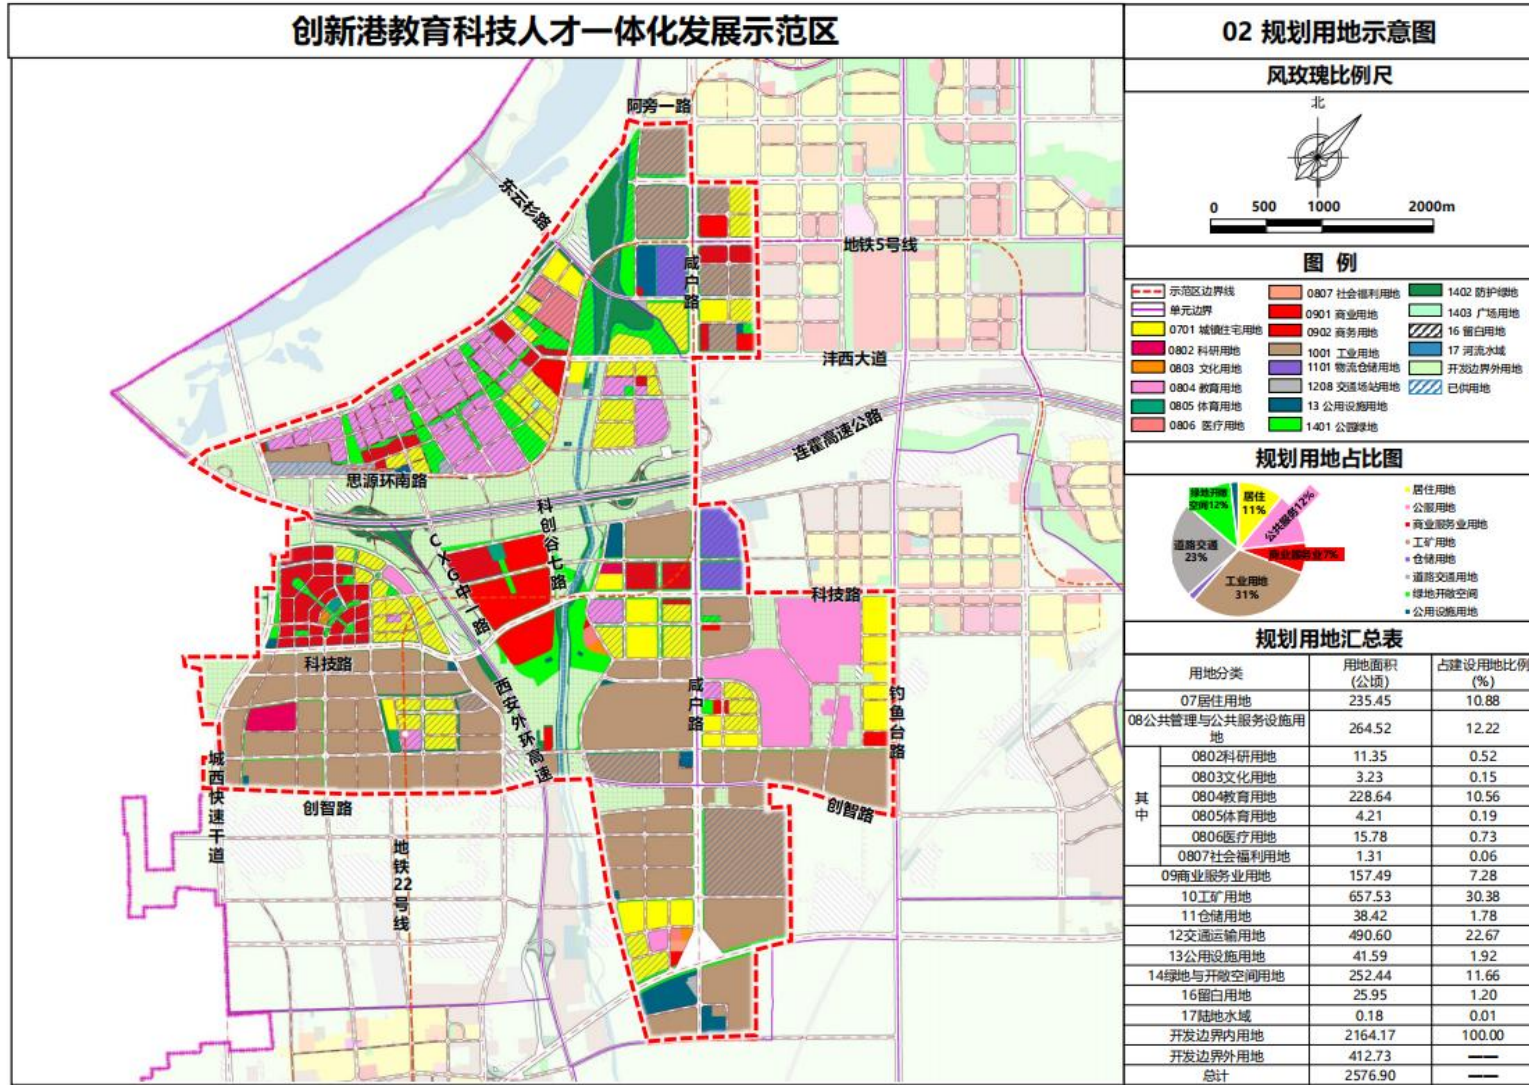 创新港教育科技人才一体化发展示范区
02 规划用地示意图
风玫瑰比例尺
北
0 500 1000 2000m
图 例
示范区边界线
单元边界
0701 城镇住宅用地
0802 科研用地
0803 文化用地
0804 教育用地
0805 体育用地
0806 医疗用地
0807 社会福利用地
0901 商业用地
0902 商务用地
1001 工业用地
1101 物流仓储用地
1208 交通场站用地
13 公用设施用地
1401 公园绿地
1402 防护绿地
1403 广场用地
16 留白用地
17 河流水域
开发边界外用地
已供用地
规划用地占比图
绿地开敞
空间12%
居住
11%
公共服务12%
商业服务业7%
道路交通
23%
工业用地
31%
居住用地
公服用地
商业服务业用地
工矿用地
仓储用地
道路交通用地
绿地开敞空间
公用设施用地
规划用地汇总表
用地分类 用地面积(公顷) 占建设用地比例(%)
07居住用地 235.45 10.88
08公共管理与公共服务设施用地 264.52 12.22
其中
0802科研用地 11.35 0.52
0803文化用地 3.23 0.15
0804教育用地 228.64 10.56
0805体育用地 4.21 0.19
0806医疗用地 15.78 0.73
0807社会福利用地 1.31 0.06
09商业服务业用地 157.49 7.28
10工矿用地 657.53 30.38
11仓储用地 38.42 1.78
12交通运输用地 490.60 22.67
13公用设施用地 41.59 1.92
14绿地与开敞空间用地 252.44 11.66
16留白用地 25.95 1.20
17陆地水域 0.18 0.01
开发边界内用地 2164.17 100.00
开发边界外用地 412.73 ——
总计 2576.90 ——
阿旁一路
东云杉路
地铁5号线
咸户路
沣西大道
连霍高速公路
思源环南路
科创谷七路
CXG中一路
科技路
科技路
西安外环高速
咸户路
钓鱼台路
城西快速干道
创智路
创智路
地铁22号线